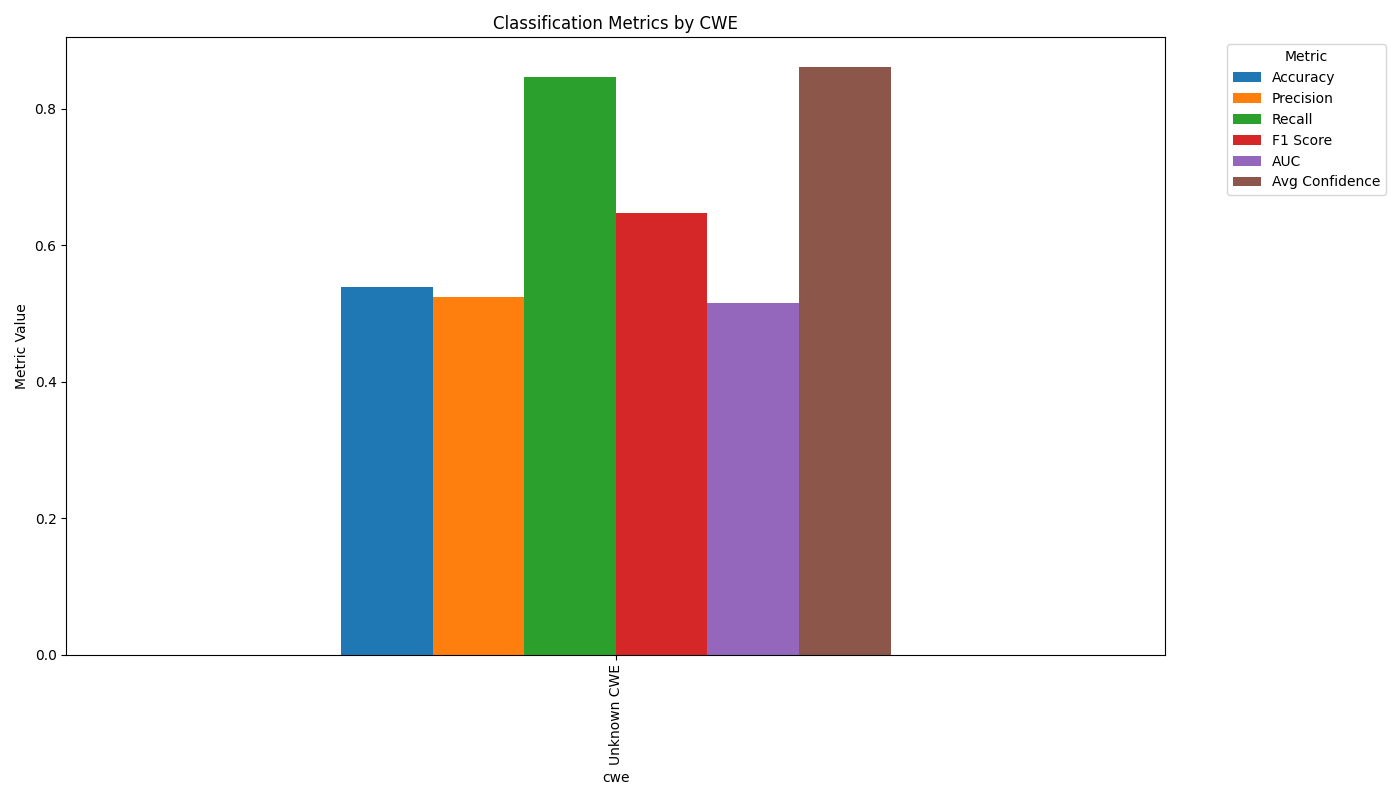 Classification Metrics by CWE
Metric
Accuracy
Precision
Recall
F1 Score
AUC
Avg Confidence
Metric Value
0.8
0.6
0.4
0.2
0.0
Unknown CWE
cwe